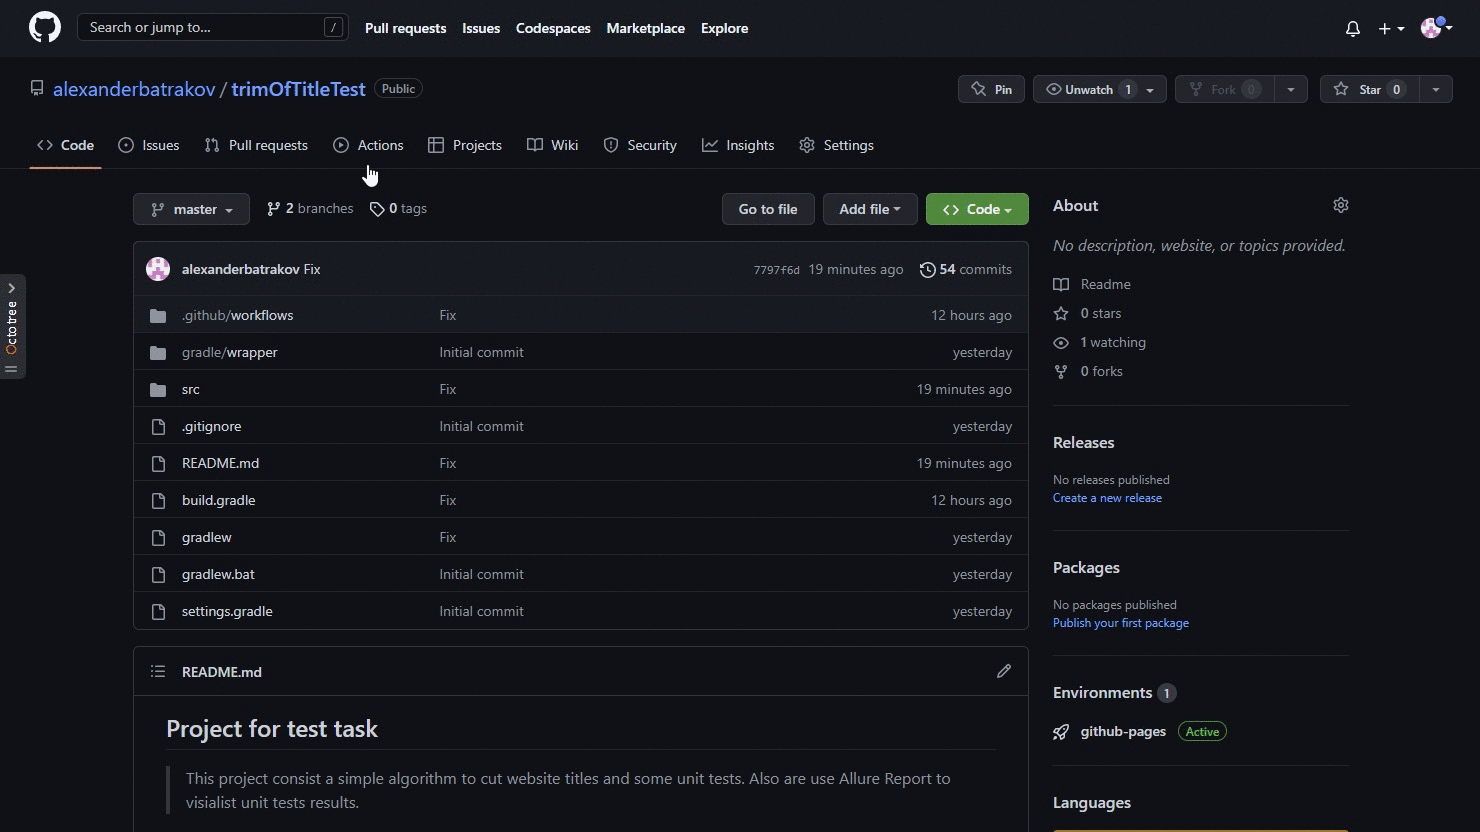 Search or jump to... / Pull requests Issues Codespaces Marketplace Explore
alexanderbatrakov / trimOfTitleTest Public Pin Unwatch 1 Fork 0 Star 0
Code Issues Pull requests Actions Projects Wiki Security Insights Settings
master 2 branches 0 tags Go to file Add file Code
alexanderbatrakov Fix 7797f6d 19 minutes ago 54 commits
.github/workflows Fix 12 hours ago
gradle/wrapper Initial commit yesterday
src Fix 19 minutes ago
.gitignore Initial commit yesterday
README.md Fix 19 minutes ago
build.gradle Fix 12 hours ago
gradlew Fix yesterday
gradlew.bat Initial commit yesterday
settings.gradle Initial commit yesterday
README.md
Project for test task
This project consist a simple algorithm to cut website titles and some unit tests. Also are use Allure Report to
visialist unit tests results.
About
No description, website, or topics provided.
Readme
0 stars
1 watching
0 forks
Releases
No releases published
Create a new release
Packages
No packages published
Publish your first package
Environments 1
github-pages Active
Languages
Octotree